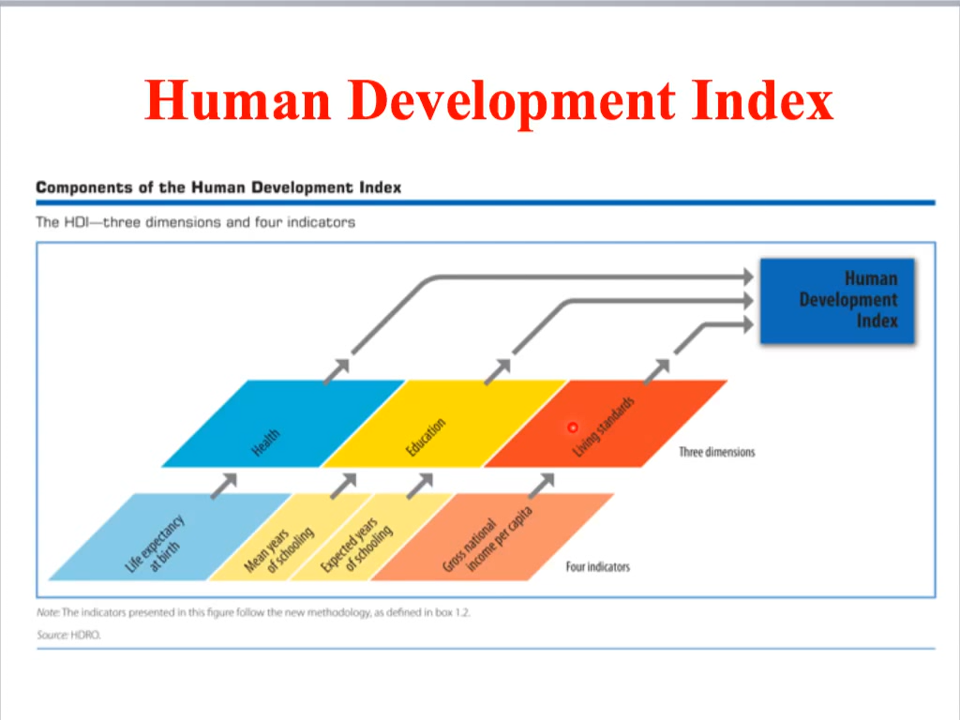 Human Development Index
Components of the Human Development Index
The HDI—three dimensions and four indicators
Human
Development
Index
Health
Education
Living standards
Three dimensions
Life expectancy
at birth
Mean years
of schooling
Expected years
of schooling
Gross national
income per capita
Four indicators
Note: The indicators presented in this figure follow the new methodology, as defined in box 1.2.
Source: HDRO.